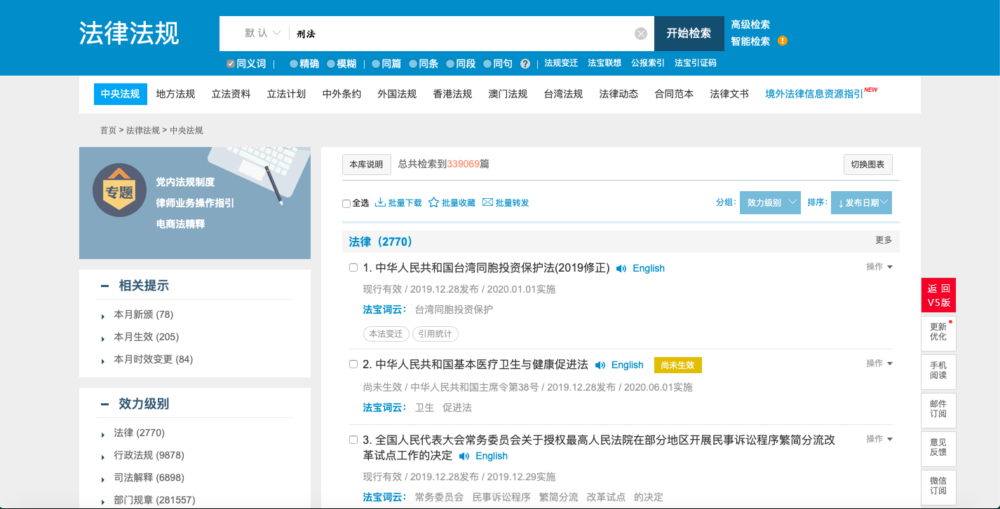 法律法规
默认 刑法 开始检索
高级检索
智能检索
同义词 | 精确 模糊 | 同篇 同条 同段 同句 ? | 法规变迁 法宝联想 公报索引 法宝引证码
中央法规 地方法规 立法资料 立法计划 中外条约 外国法规 香港法规 澳门法规 台湾法规 法律动态 合同范本 法律文书 境外法律信息资源指引 NEW
首页 > 法律法规 > 中央法规
专题
党内法规制度
律师业务操作指引
电商法精释
相关提示
本月新颁 (78)
本月生效 (205)
本月时效变更 (84)
效力级别
法律 (2770)
行政法规 (9878)
司法解释 (6898)
部门规章 (281557)
本库说明 总共检索到339069篇 切换图表
全选 批量下载 批量收藏 批量转发 分组: 效力级别 排序: ↓发布日期
法律（2770） 更多
1. 中华人民共和国台湾同胞投资保护法(2019修正) English 操作
现行有效 / 2019.12.28发布 / 2020.01.01实施
法宝词云： 台湾同胞投资保护
本法变迁 引用统计
2. 中华人民共和国基本医疗卫生与健康促进法 English 尚未生效 操作
尚未生效 / 中华人民共和国主席令第38号 / 2019.12.28发布 / 2020.06.01实施
法宝词云： 卫生 促进法
3. 全国人民代表大会常务委员会关于授权最高人民法院在部分地区开展民事诉讼程序繁简分流改 操作
革试点工作的决定 English
现行有效 / 2019.12.28发布 / 2019.12.29实施
法宝词云： 常务委员会 民事诉讼程序 繁简分流 改革试点 的决定
返回
V5版
更新
优化
手机
阅读
邮件
订阅
意见
反馈
微信
订阅